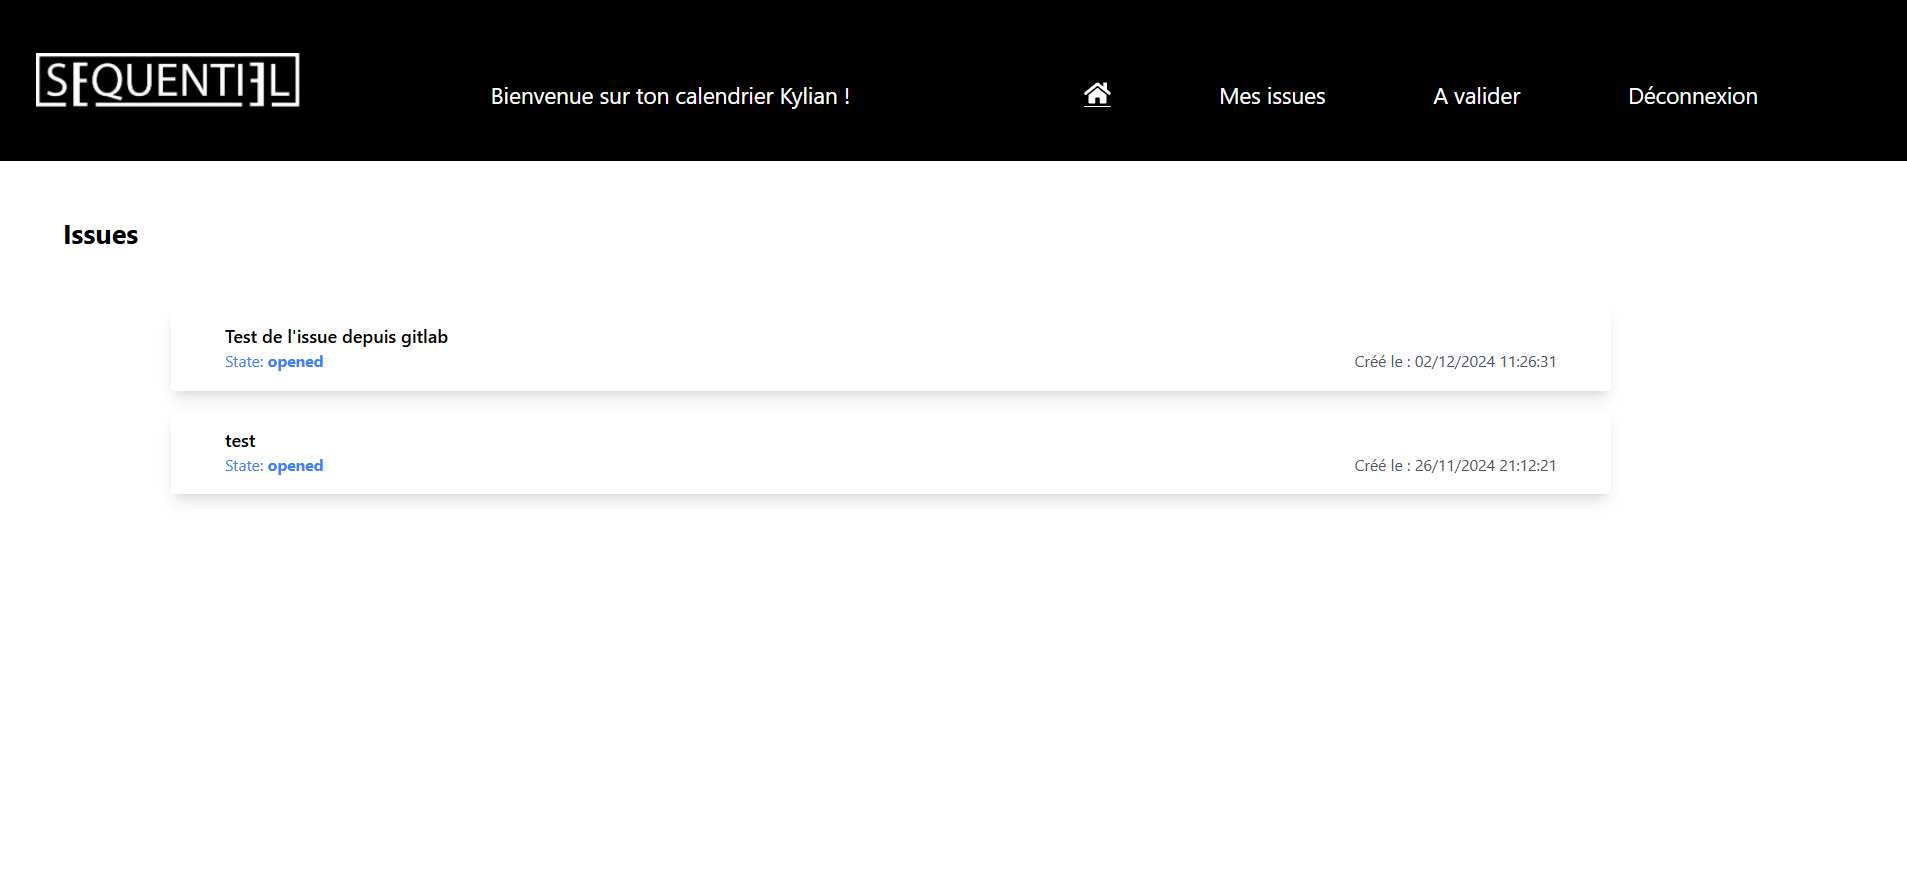 SEQUENTIEL
Bienvenue sur ton calendrier Kylian !
Mes issues
A valider
Déconnexion
Issues
Test de l'issue depuis gitlab
State: opened
Créé le : 02/12/2024 11:26:31
test
State: opened
Créé le : 26/11/2024 21:12:21